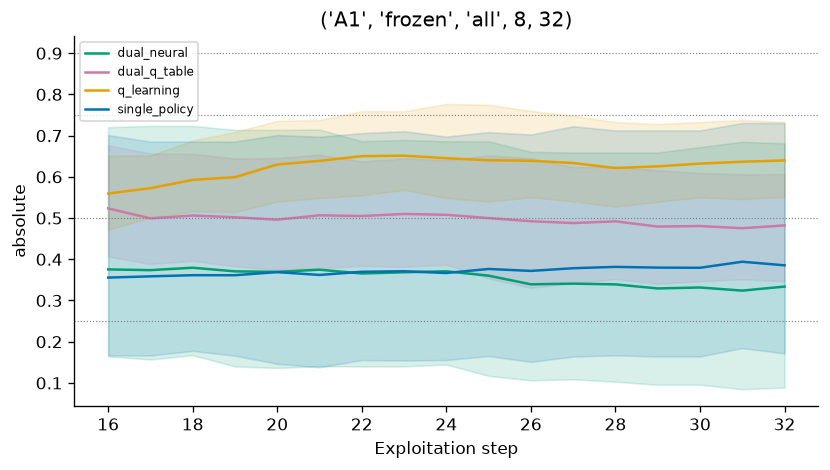 ('A1', 'frozen', 'all', 8, 32)
dual_neural
dual_q_table
q_learning
single_policy
absolute
0.9
0.8
0.7
0.6
0.5
0.4
0.3
0.2
0.1
16 18 20 22 24 26 28 30 32
Exploitation step